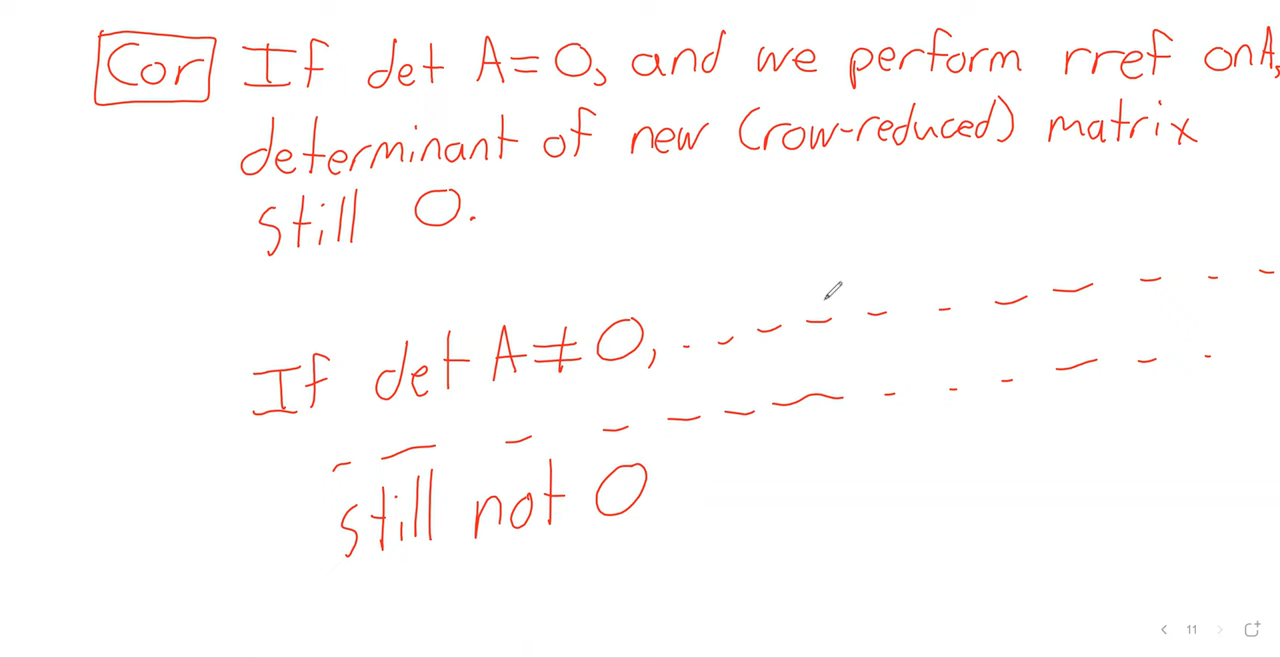 Cor If det A=0, and we perform rref on A,
determinant of new (row-reduced) matrix
still 0.
If det A≠0, - - - - - - - - - -
- - - - - - - - - - - - -
still not 0
< 11 >